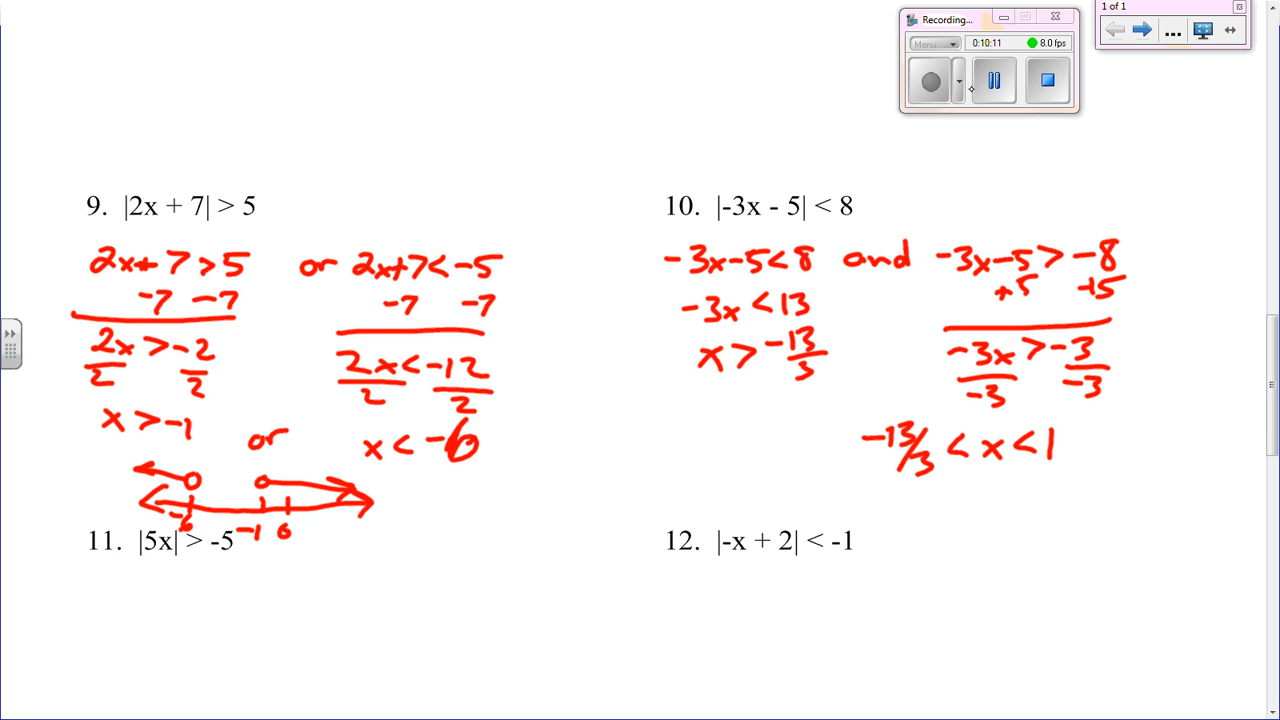 1 of 1
Recording...
Menu
0:10:11
8.0 fps
...
9. |2x + 7| > 5
2x+7>5 or 2x+7<-5
-7 -7 -7 -7
2x > -2
2 2
2x < -12
2 2
x > -1 or x < -6
-6 -1 0
10. |-3x - 5| < 8
-3x-5<8 and -3x-5>-8
+5 +5
-3x < 13
x > -13/3
-3x > -3
-3 -3
-13/3 < x < 1
11. |5x| > -5
12. |-x + 2| < -1